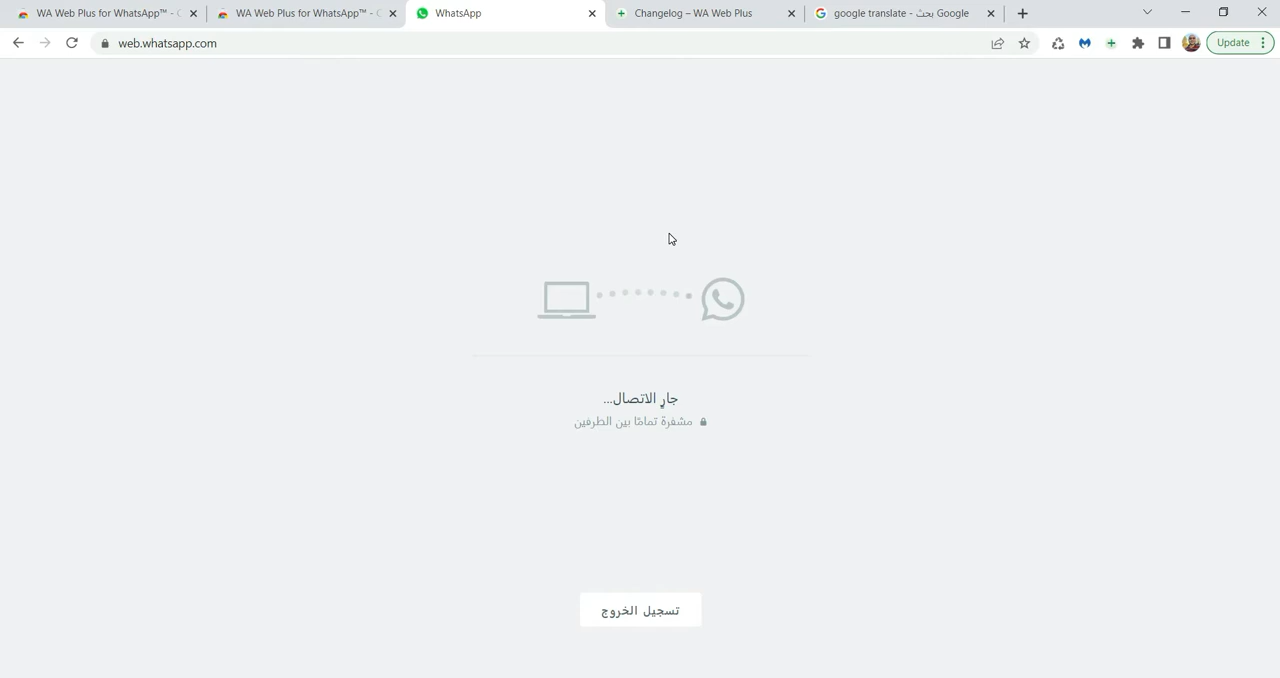 WA Web Plus for WhatsApp™ - C
WA Web Plus for WhatsApp™ - C
WhatsApp
Changelog – WA Web Plus
google translate - بحث Google
web.whatsapp.com
Update
جارٍ الاتصال...
مشفرة تمامًا بين الطرفين
تسجيل الخروج